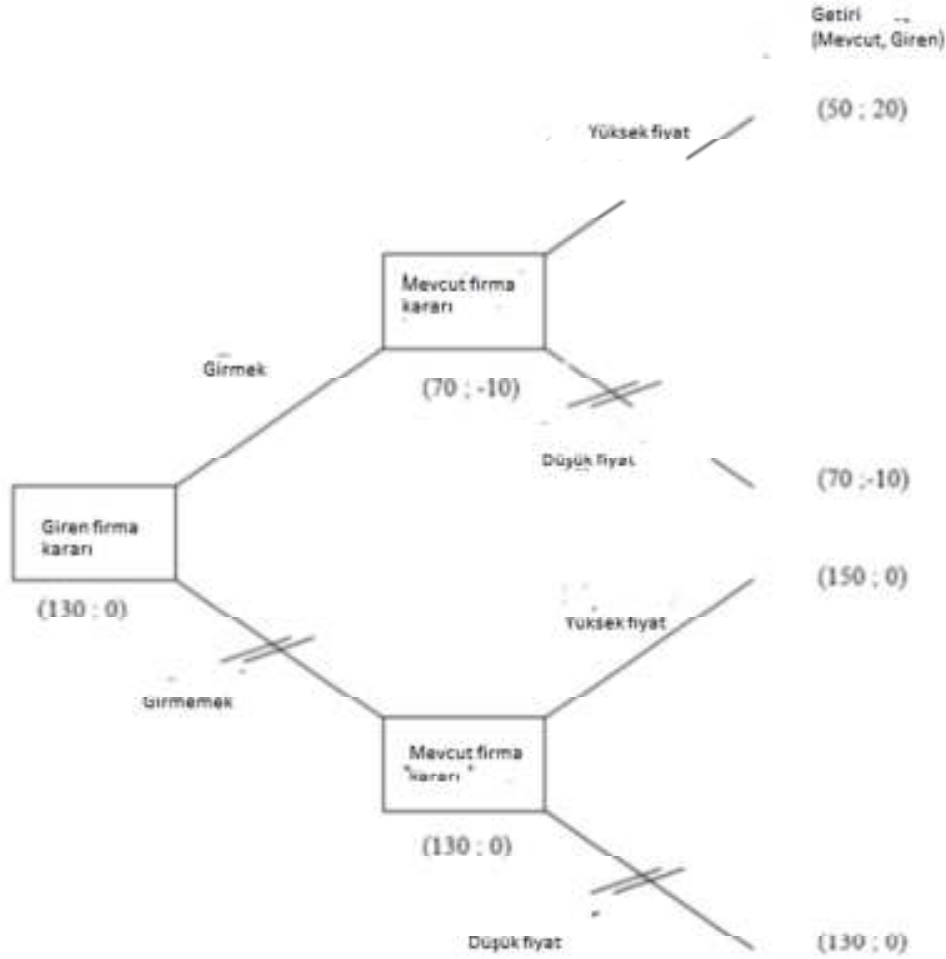 Getiri
(Mevcut, Giren)
(50 ; 20)
Yüksek fiyat
Mevcut firma
kararı
Girmek
(70 ; -10)
Düşük fiyat
(70 ;-10)
Giren firma
kararı
(150 ; 0)
(130 ; 0)
Yüksek fiyat
Girmemek
Mevcut firma
kararı
(130 ; 0)
Düşük fiyat
(130 ; 0)